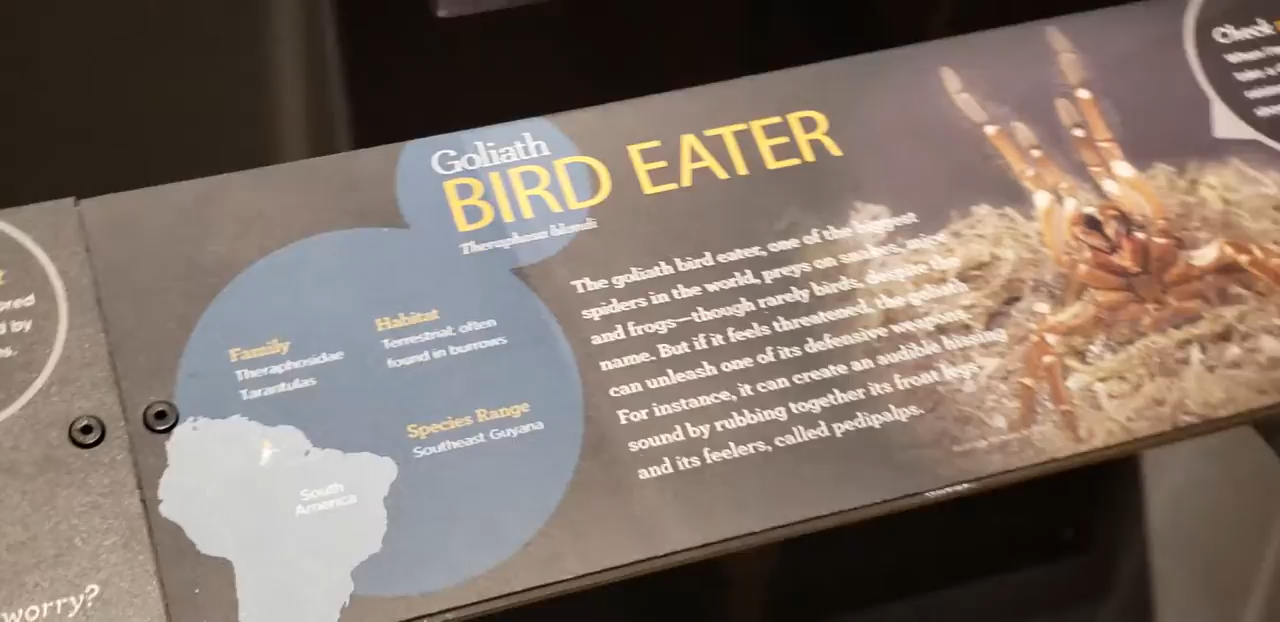 Goliath
BIRD EATER
Theraphosa blondi
Family
Theraphosidae
Tarantulas
Habitat
Terrestrial; often
found in burrows
Species Range
Southeast Guyana
South
America
The goliath bird eater, one of the biggest
spiders in the world, preys on snakes, mice
and frogs—though rarely birds, despite the
name. But if it feels threatened, the goliath
can unleash one of its defensive weapons.
For instance, it can create an audible hissing
sound by rubbing together its front legs
and its feelers, called pedipalps.
Check
worry?